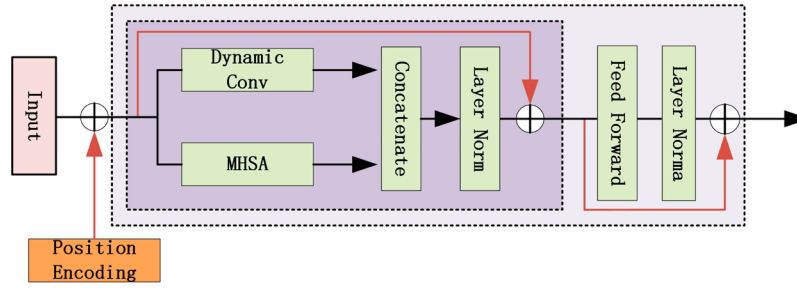 Input
Position
Encoding
Dynamic
Conv
MHSA
Concatenate
Layer Norm
Feed Forward
Layer Norma